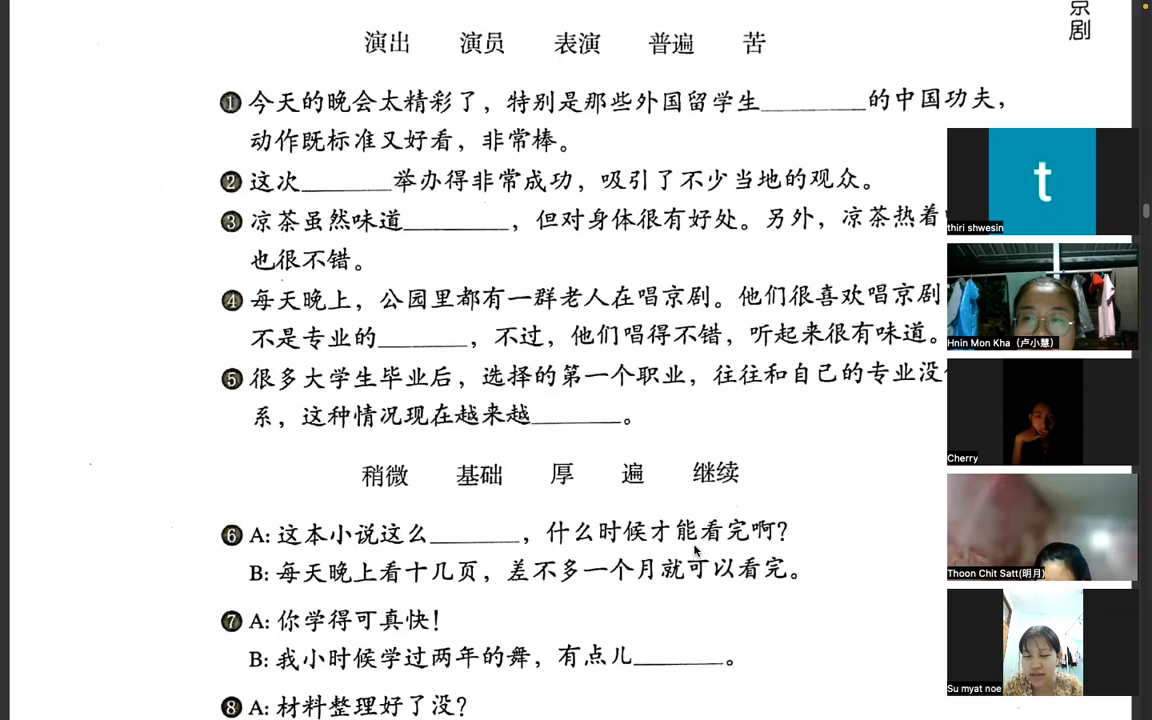 京
剧
演出 演员 表演 普遍 苦
❶ 今天的晚会太精彩了，特别是那些外国留学生________的中国功夫，
动作既标准又好看，非常棒。
❷ 这次_______举办得非常成功，吸引了不少当地的观众。
❸ 凉茶虽然味道________，但对身体很有好处。另外，凉茶热着
也很不错。
❹ 每天晚上，公园里都有一群老人在唱京剧。他们很喜欢唱京剧
不是专业的_______，不过，他们唱得不错，听起来很有味道。
❺ 很多大学生毕业后，选择的第一个职业，往往和自己的专业没
系，这种情况现在越来越_______。
稍微 基础 厚 遍 继续
❻ A: 这本小说这么_______，什么时候才能看完啊？
B: 每天晚上看十几页，差不多一个月就可以看完。
❼ A: 你学得可真快！
B: 我小时候学过两年的舞，有点儿_______。
❽ A: 材料整理好了没？
t
thiri shwesin
Hnin Mon Kha（卢小慧）
Cherry
Thoon Chit Satt(明月)
Su myat noe